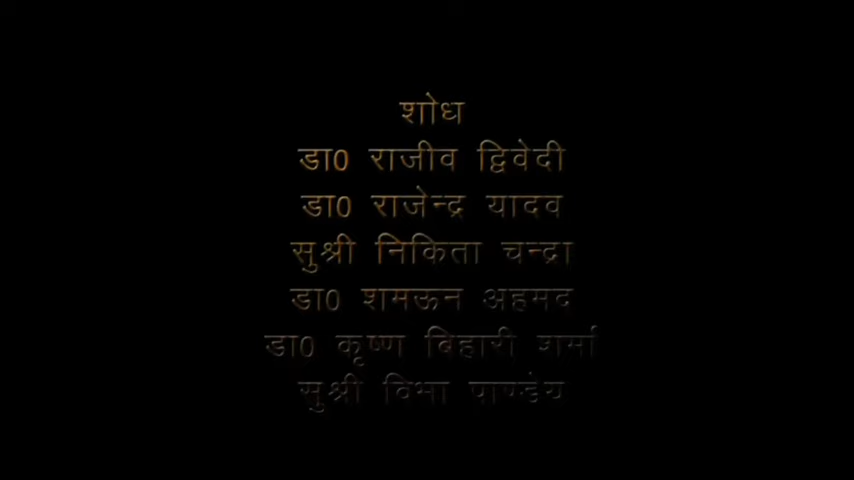 शोध
डा0 राजीव द्विवेदी
डा0 राजेन्द्र यादव
सुश्री निकिता चन्द्रा
डा0 शमऊन अहमद
डा0 कृष्ण बिहारी शर्मा
सुश्री विभा पाण्डेय